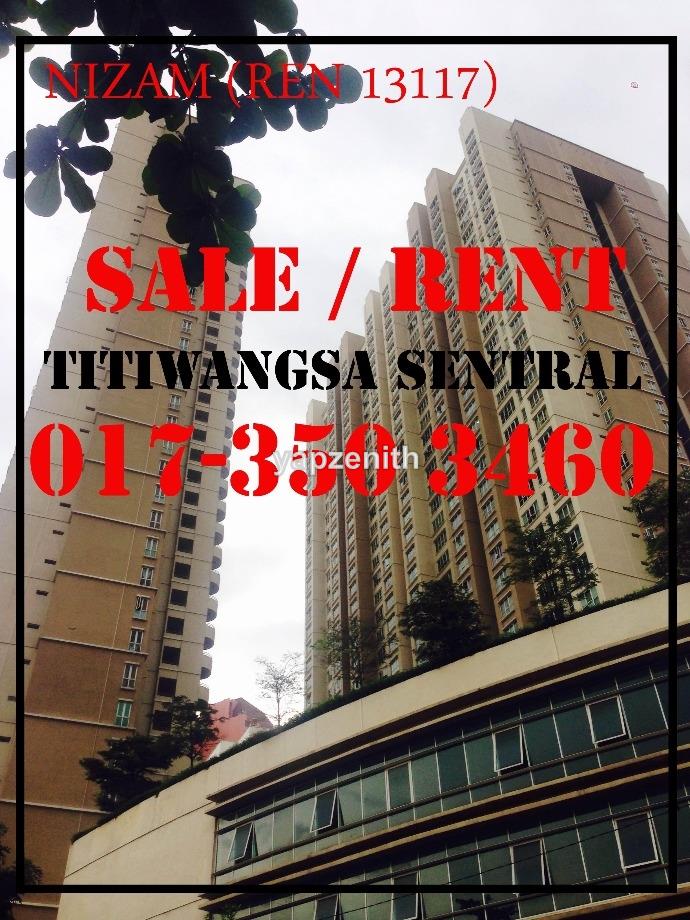 NIZAM (REN 13117)
SALE / RENT
TITIWANGSA SENTRAL
017-350 3460
yapzenith